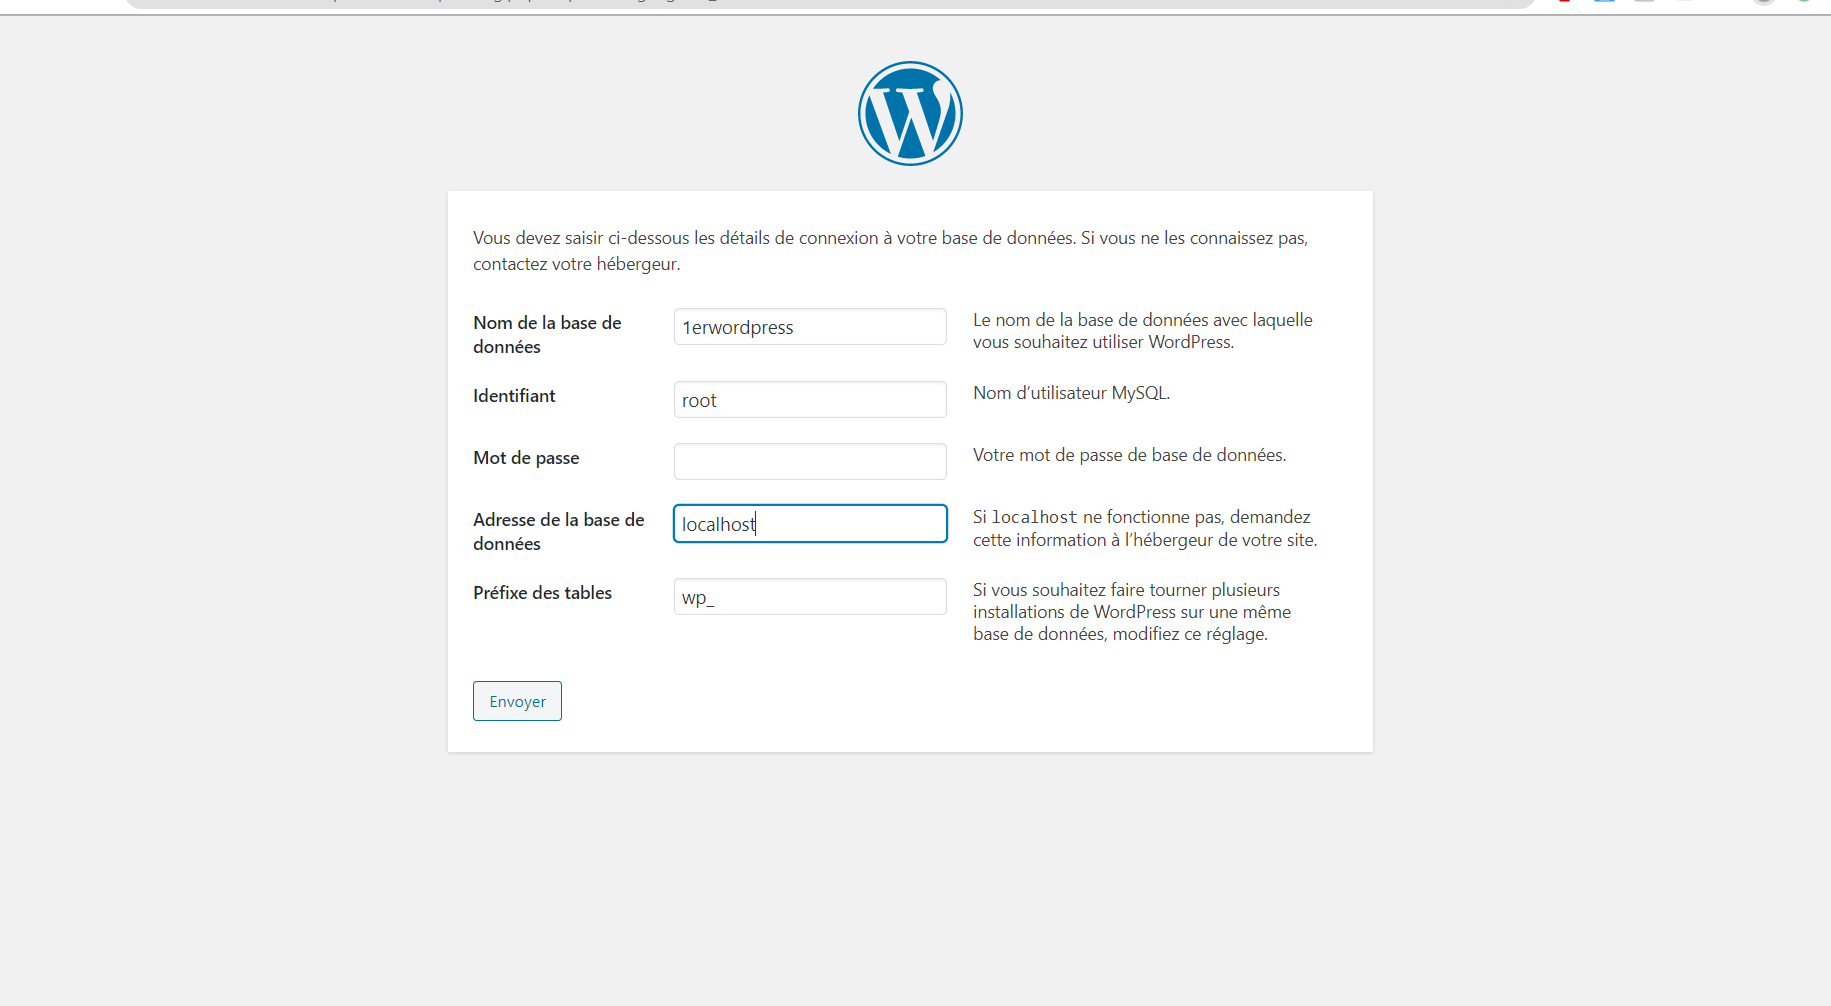 Vous devez saisir ci-dessous les détails de connexion à votre base de données. Si vous ne les connaissez pas,
contactez votre hébergeur.
Nom de la base de
données
1erwordpress
Le nom de la base de données avec laquelle
vous souhaitez utiliser WordPress.
Identifiant
root
Nom d’utilisateur MySQL.
Mot de passe
Votre mot de passe de base de données.
Adresse de la base de
données
localhost
Si localhost ne fonctionne pas, demandez
cette information à l’hébergeur de votre site.
Préfixe des tables
wp_
Si vous souhaitez faire tourner plusieurs
installations de WordPress sur une même
base de données, modifiez ce réglage.
Envoyer